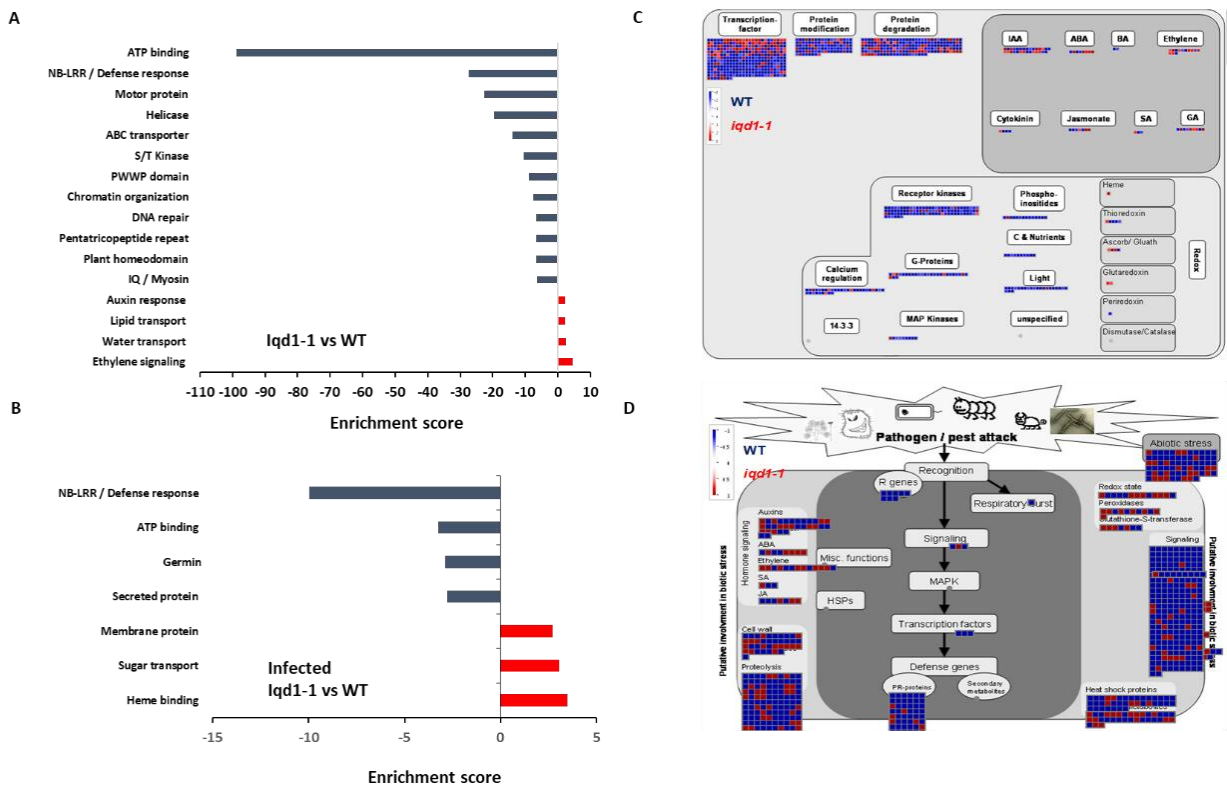 A
ATP binding
NB-LRR / Defense response
Motor protein
Helicase
ABC transporter
S/T Kinase
PWWP domain
Chromatin organization
DNA repair
Pentatricopeptide repeat
Plant homeodomain
IQ / Myosin
Auxin response
Lipid transport
Water transport
Ethylene signaling
Iqd1-1 vs WT
-110 -100 -90 -80 -70 -60 -50 -40 -30 -20 -10 0 10
Enrichment score
B
NB-LRR / Defense response
ATP binding
Germin
Secreted protein
Membrane protein
Sugar transport
Heme binding
Infected
Iqd1-1 vs WT
-15 -10 -5 0 5
Enrichment score
C
Transcription-
factor
Protein
modification
Protein
degradation
WT
iqd1-1
IAA
ABA
BA
Ethylene
Cytokinin
Jasmonate
SA
GA
Receptor kinases
Phospho-
inositides
C & Nutrients
G-Proteins
Calcium
regulation
Light
14-3-3
MAP Kinases
unspecified
Heme
Thioredoxin
Ascorb/ Gluath
Glutaredoxin
Periredoxin
Dismutase/Catalase
Redox
D
Pathogen / pest attack
WT
iqd1-1
Abiotic stress
Recognition
R genes
Respiratory burst
Redox state
Peroxidases
Glutathione-S-transferase
Putative involvment in biotic stress
Hormone signaling
Auxins
ABA
Ethylene
SA
JA
Misc. functions
HSPs
Signaling
MAPK
Transcription factors
Defense genes
PR-proteins
Secondary
metabolites
Cell wall
Proteolysis
Signaling
Putative involvment in biotic stress
Heat shock proteins